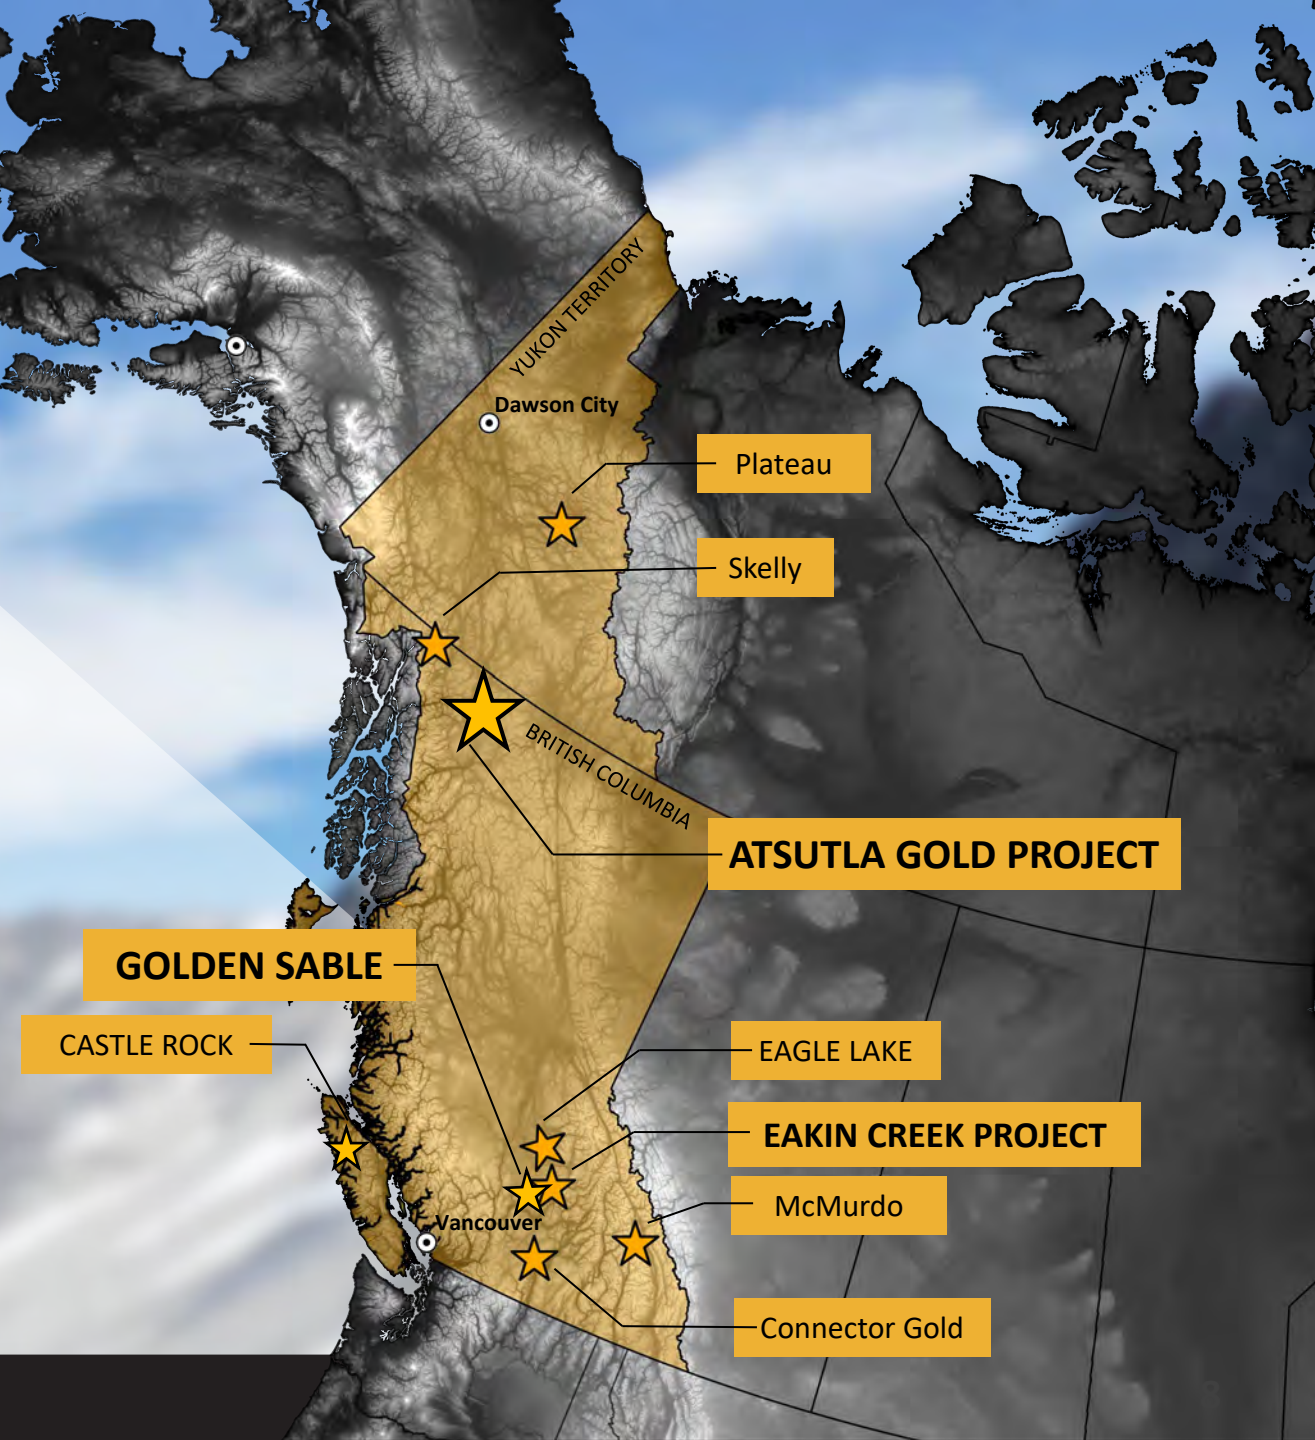 YUKON TERRITORY
Dawson City
Plateau
Skelly
BRITISH COLUMBIA
ATSUTLA GOLD PROJECT
GOLDEN SABLE
CASTLE ROCK
EAGLE LAKE
EAKIN CREEK PROJECT
McMurdo
Vancouver
Connector Gold